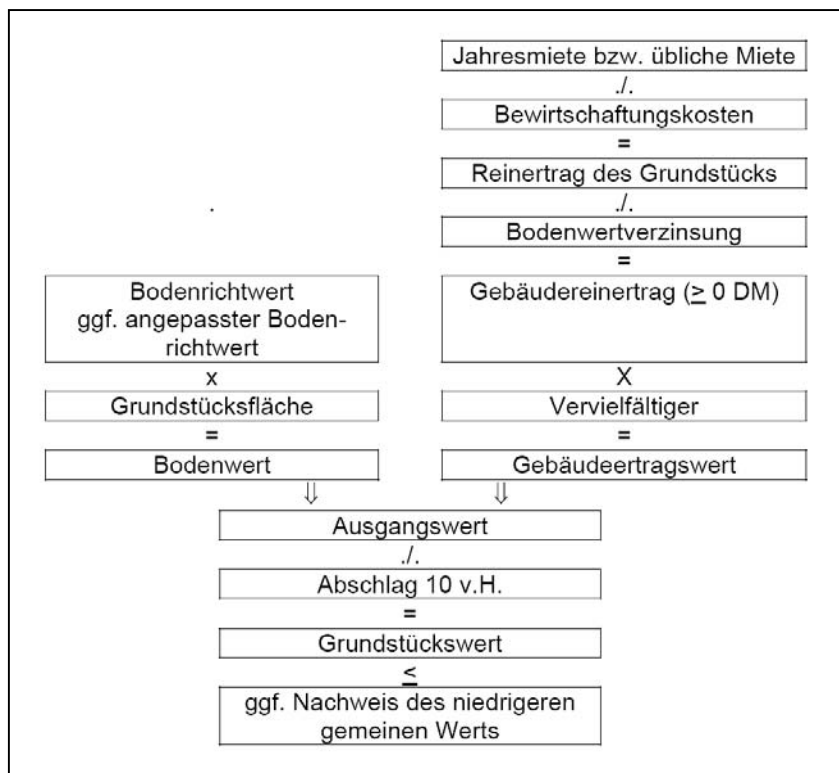 Jahresmiete bzw. übliche Miete
./.
Bewirtschaftungskosten
=
Reinertrag des Grundstücks
./.
Bodenwertverzinsung
=
Gebäudereinertrag (≥ 0 DM)
X
Vervielfältiger
=
Gebäudeertragswert
.
Bodenrichtwert
ggf. angepasster Boden-
richtwert
x
Grundstücksfläche
=
Bodenwert
⇓ ⇓
Ausgangswert
./.
Abschlag 10 v.H.
=
Grundstückswert
≤
ggf. Nachweis des niedrigeren
gemeinen Werts